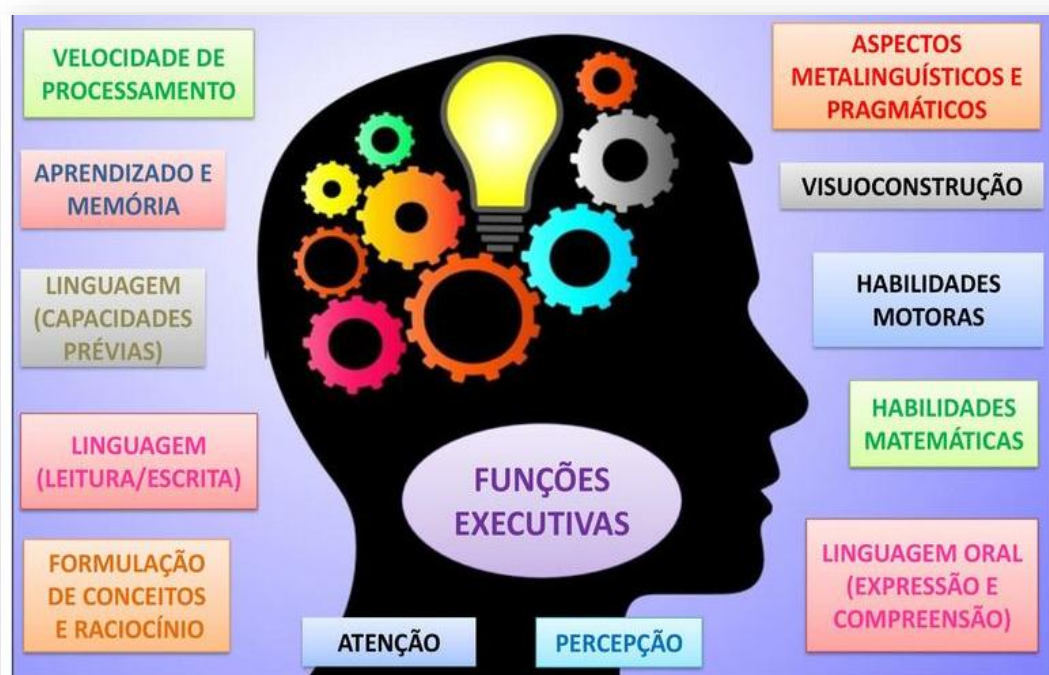 VELOCIDADE DE
PROCESSAMENTO
APRENDIZADO E
MEMÓRIA
LINGUAGEM
(CAPACIDADES
PRÉVIAS)
LINGUAGEM
(LEITURA/ESCRITA)
FORMULAÇÃO
DE CONCEITOS
E RACIOCÍNIO
FUNÇÕES
EXECUTIVAS
ATENÇÃO
PERCEPÇÃO
ASPECTOS
METALINGUÍSTICOS E
PRAGMÁTICOS
VISUOCONSTRUÇÃO
HABILIDADES
MOTORAS
HABILIDADES
MATEMÁTICAS
LINGUAGEM ORAL
(EXPRESSÃO E
COMPREENSÃO)